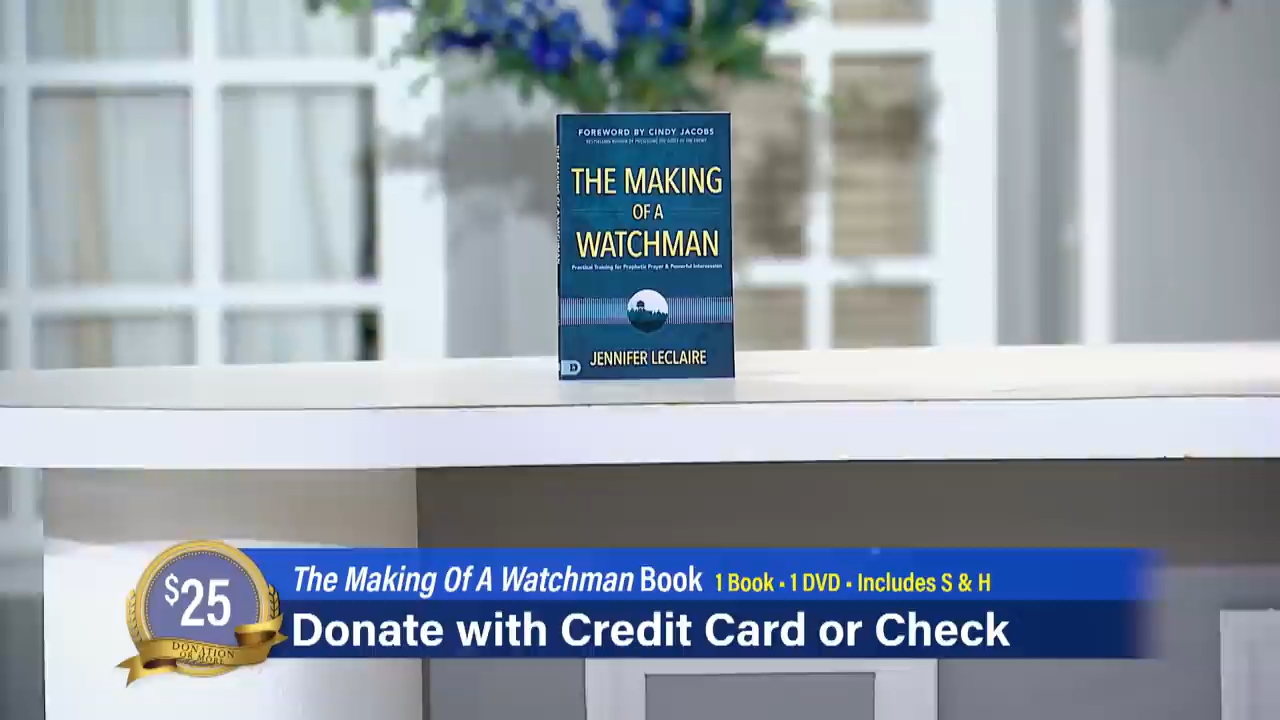 FOREWORD BY CINDY JACOBS
THE MAKING
OF A
WATCHMAN
Practical Training for Prophetic Prayer & Powerful Intercession
JENNIFER LECLAIRE
$25
DONATION
OR MORE
The Making Of A Watchman Book 1 Book • 1 DVD • Includes S & H
Donate with Credit Card or Check